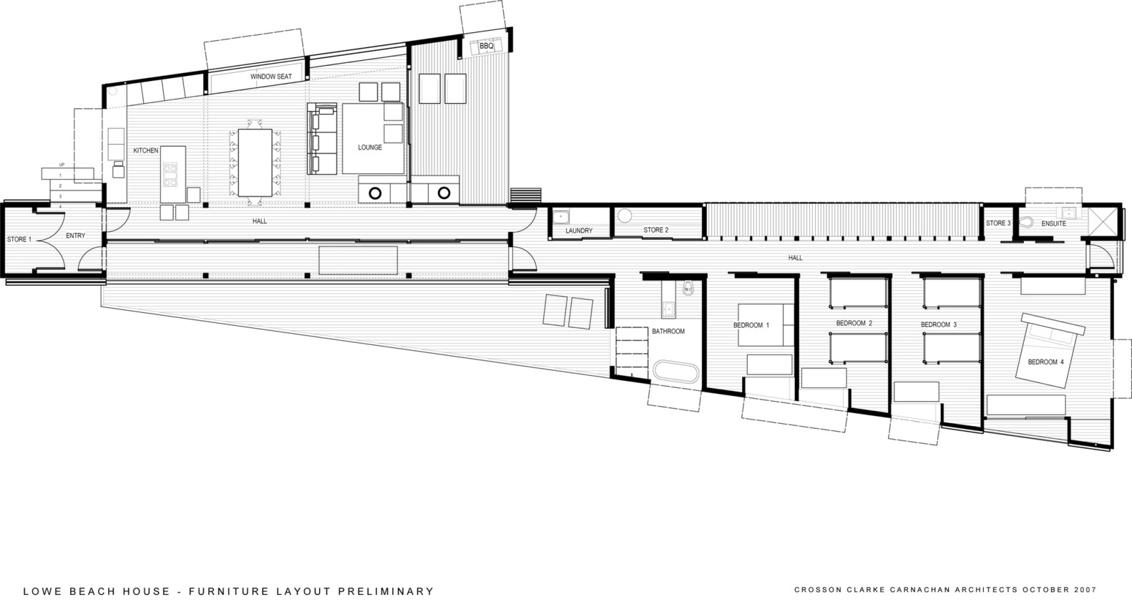 BBQ
WINDOW SEAT
KITCHEN
LOUNGE
UP
1
2
3
4
HALL
STORE 1
ENTRY
LAUNDRY
STORE 2
STORE 3
ENSUITE
HALL
BATHROOM
BEDROOM 1
BEDROOM 2
BEDROOM 3
BEDROOM 4
LOWE BEACH HOUSE - FURNITURE LAYOUT PRELIMINARY
CROSSON CLARKE CARNACHAN ARCHITECTS OCTOBER 2007